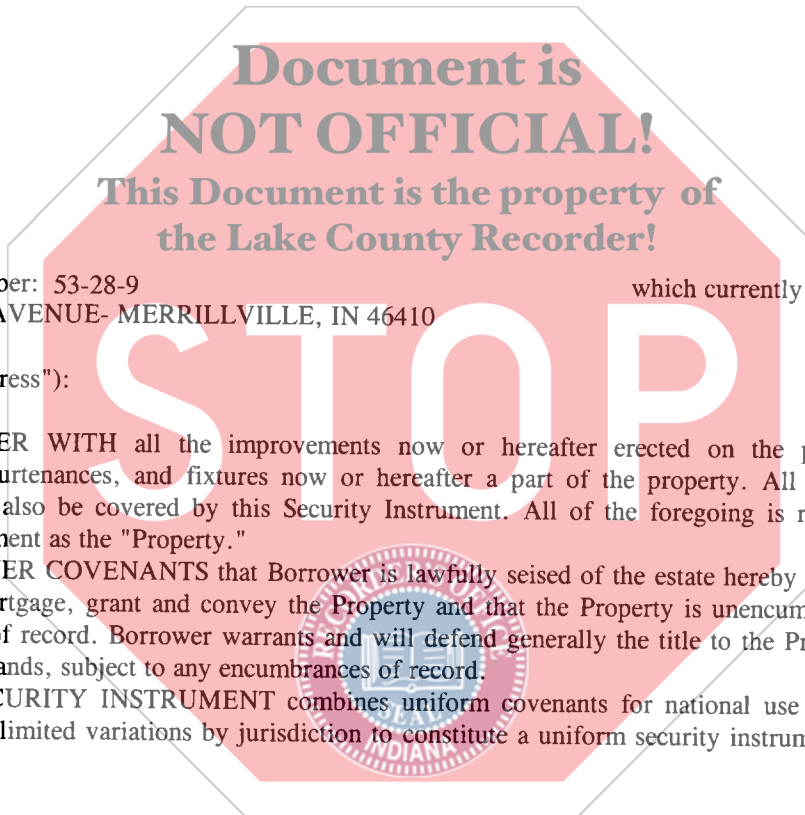 Document is
NOT OFFICIAL!
This Document is the property of
the Lake County Recorder!
ber: 53-28-9 which currently
AVENUE- MERRILLVILLE, IN 46410
ress"):
STOP
ER WITH all the improvements now or hereafter erected on the
urtenances, and fixtures now or hereafter a part of the property. All
also be covered by this Security Instrument. All of the foregoing is
ent as the "Property."
ER COVENANTS that Borrower is lawfully seised of the estate hereby
rtgage, grant and convey the Property and that the Property is unencum
f record. Borrower warrants and will defend generally the title to the Pr
ands, subject to any encumbrances of record.
CURITY INSTRUMENT combines uniform covenants for national use
limited variations by jurisdiction to constitute a uniform security instrum
RECORDER'S OFFICE
SEAL
INDIANA